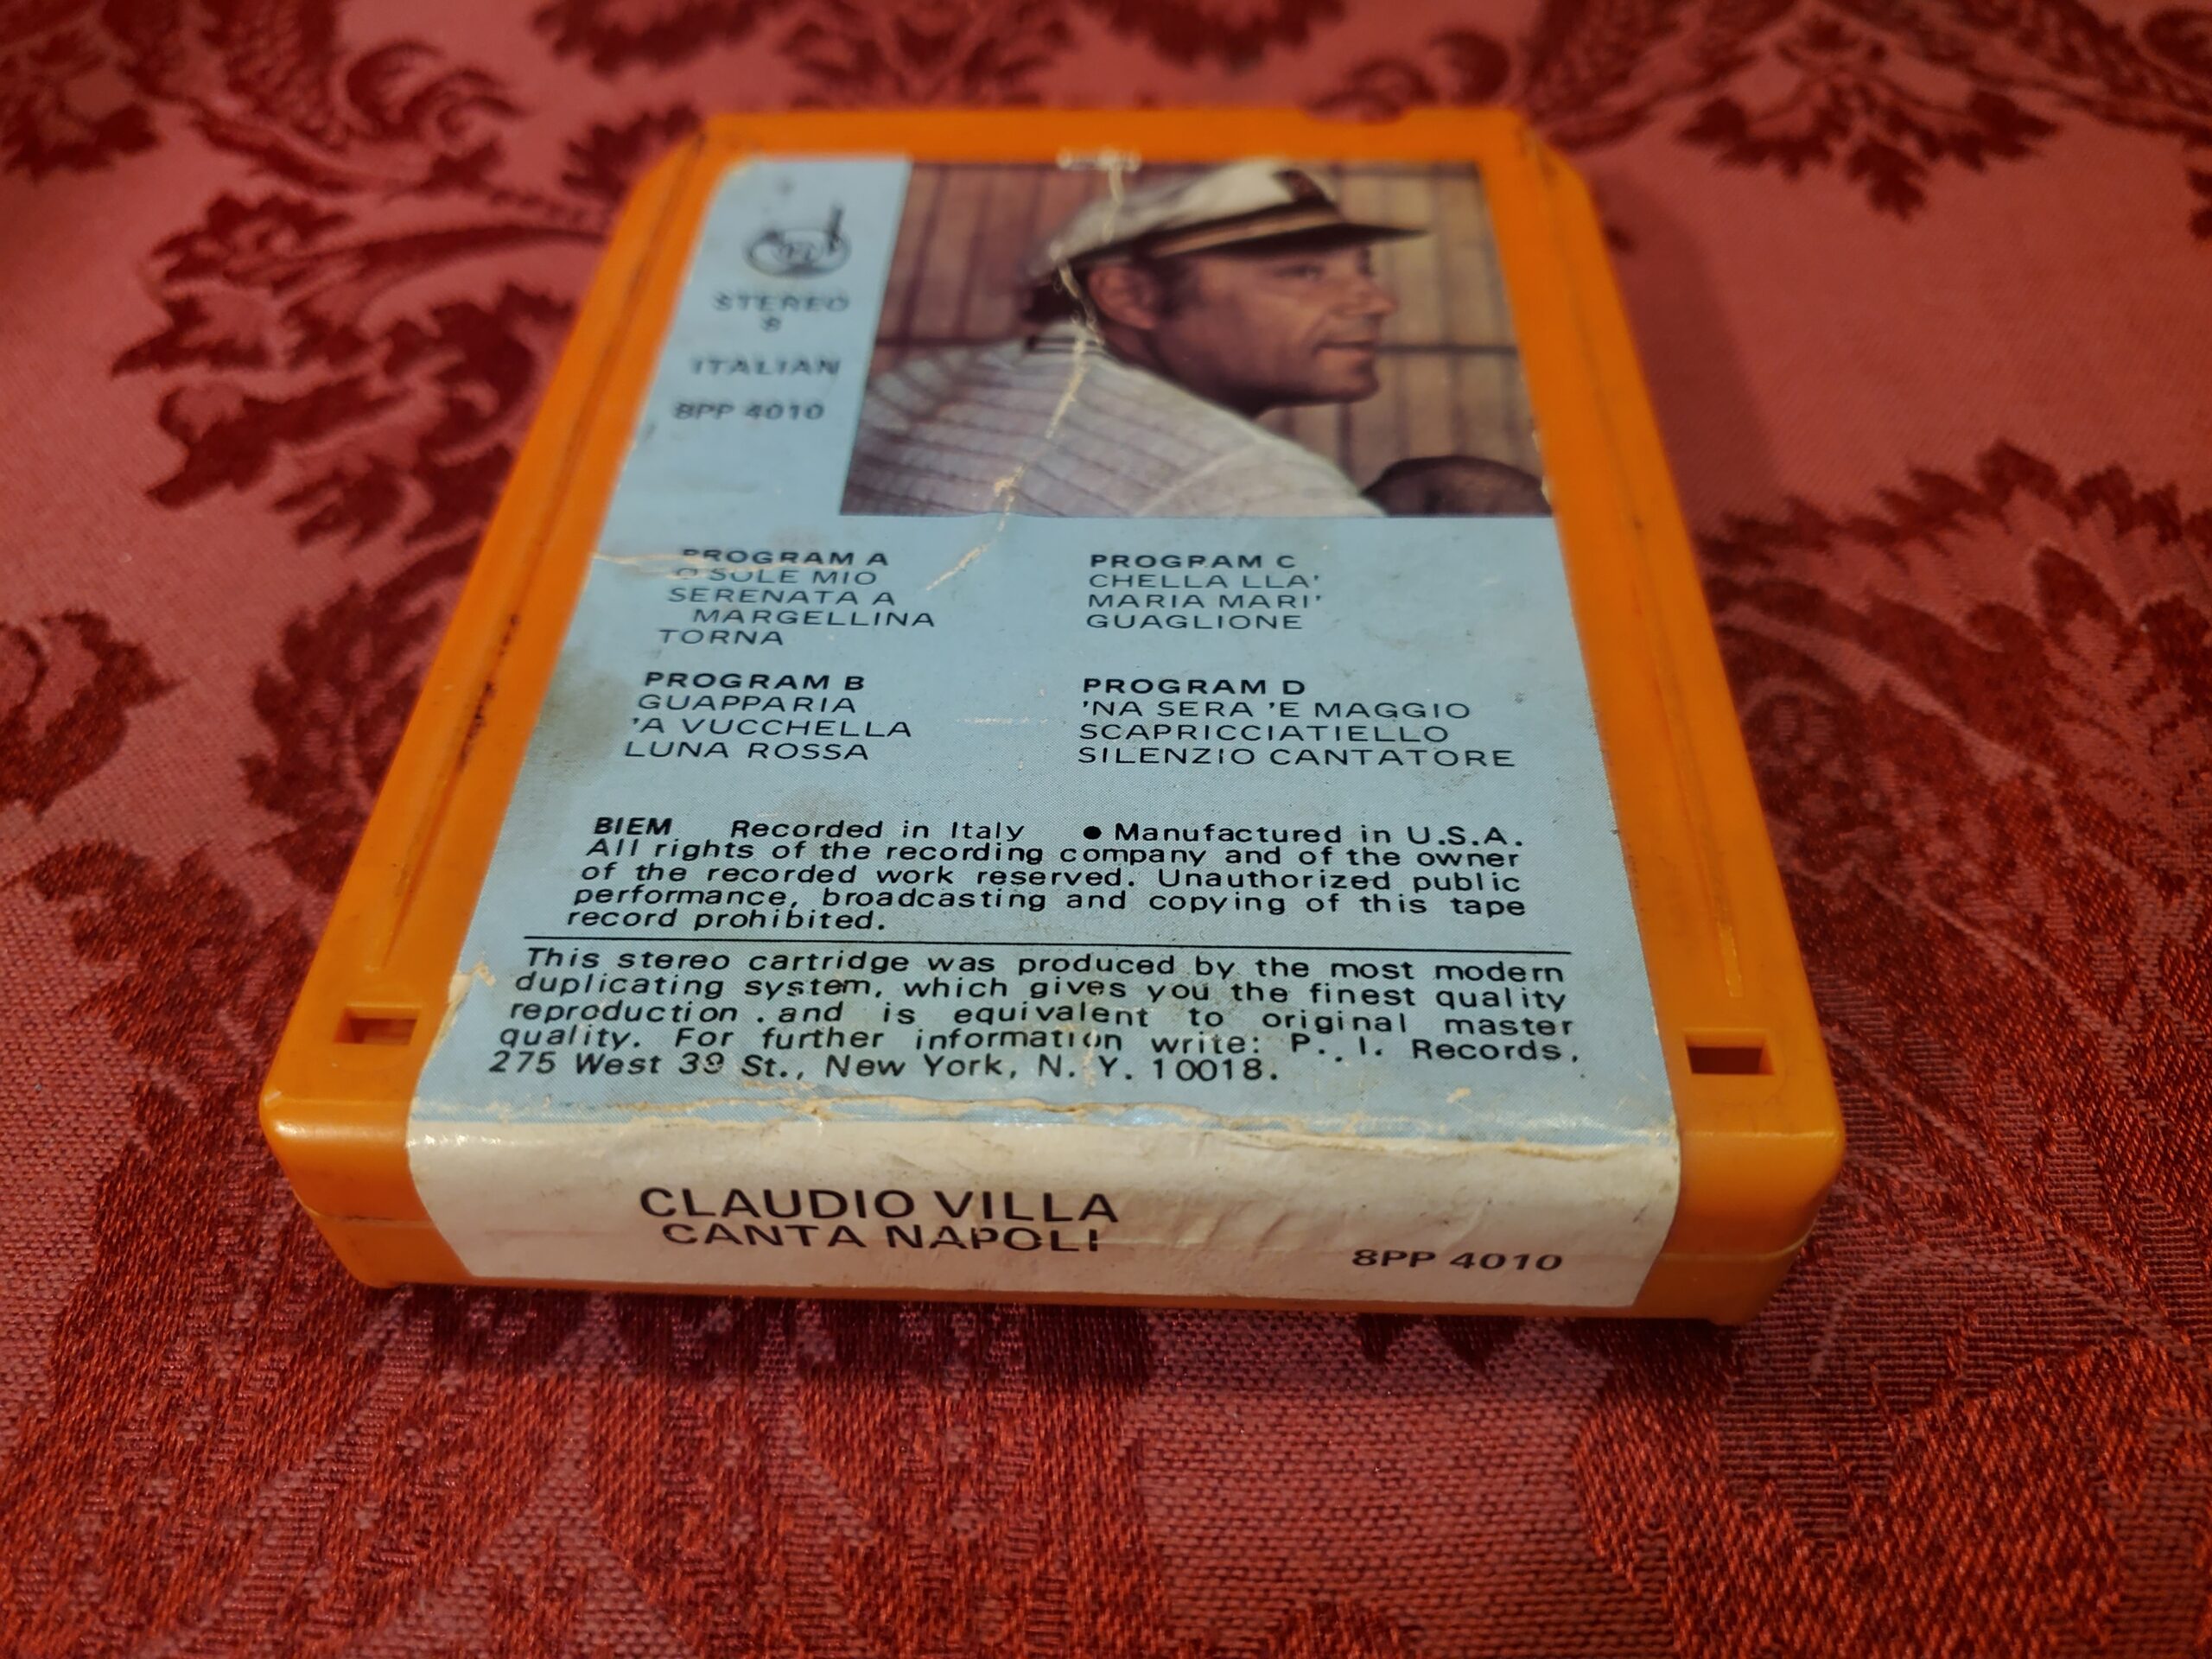 STEREO
8
ITALIAN
8PP 4010
PROGRAM A
O SOLE MIO
SERENATA A
MARGELLINA
TORNA
PROGRAM B
GUAPPARIA
'A VUCCHELLA
LUNA ROSSA
PROGRAM C
CHELLA LLA'
MARIA MARI'
GUAGLIONE
PROGRAM D
'NA SERA 'E MAGGIO
SCAPRICCIATIELLO
SILENZIO CANTATORE
BIEM Recorded in Italy ● Manufactured in U.S.A.
All rights of the recording company and of the owner
of the recorded work reserved. Unauthorized public
performance, broadcasting and copying of this tape
record prohibited.
This stereo cartridge was produced by the most modern
duplicating system, which gives you the finest quality
reproduction . and is equivalent to original master
quality. For further information write: P. I. Records,
275 West 39 St., New York, N. Y. 10018.
CLAUDIO VILLA
CANTA NAPOLI
8PP 4010